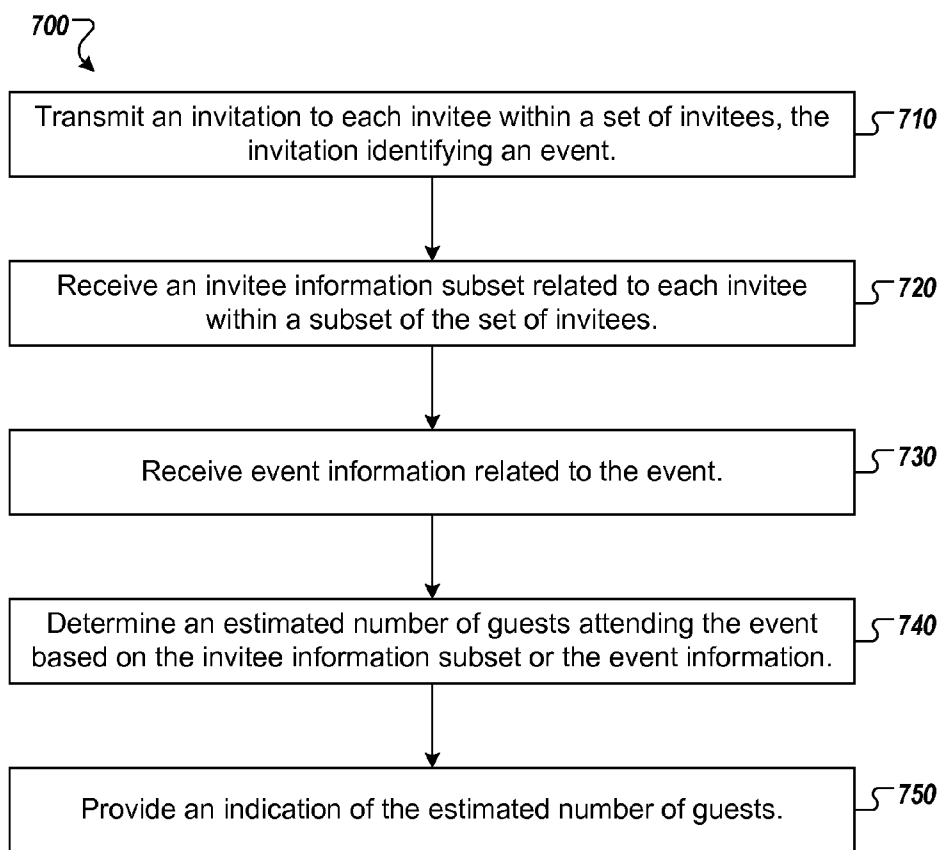 700
Transmit an invitation to each invitee within a set of invitees, the
invitation identifying an event.
710
Receive an invitee information subset related to each invitee
within a subset of the set of invitees.
720
Receive event information related to the event.
730
Determine an estimated number of guests attending the event
based on the invitee information subset or the event information.
740
Provide an indication of the estimated number of guests.
750